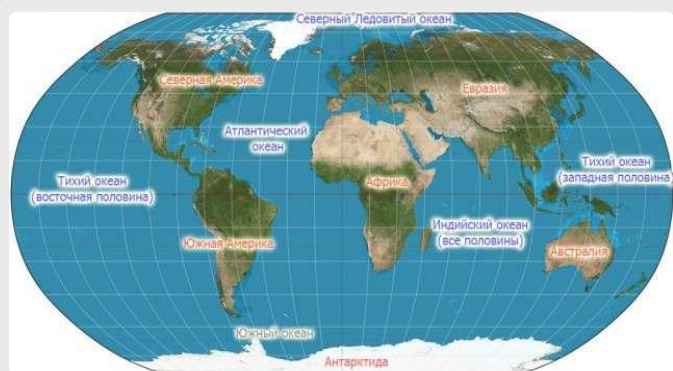 Северный Ледовитый океан
Северная Америка
Евразия
Атлантический
океан
Тихий океан
(западная половина)
Тихий океан
(восточная половина)
Африка
Индийский океан
(все половины)
Южная Америка
Австралия
Южный океан
Антарктида